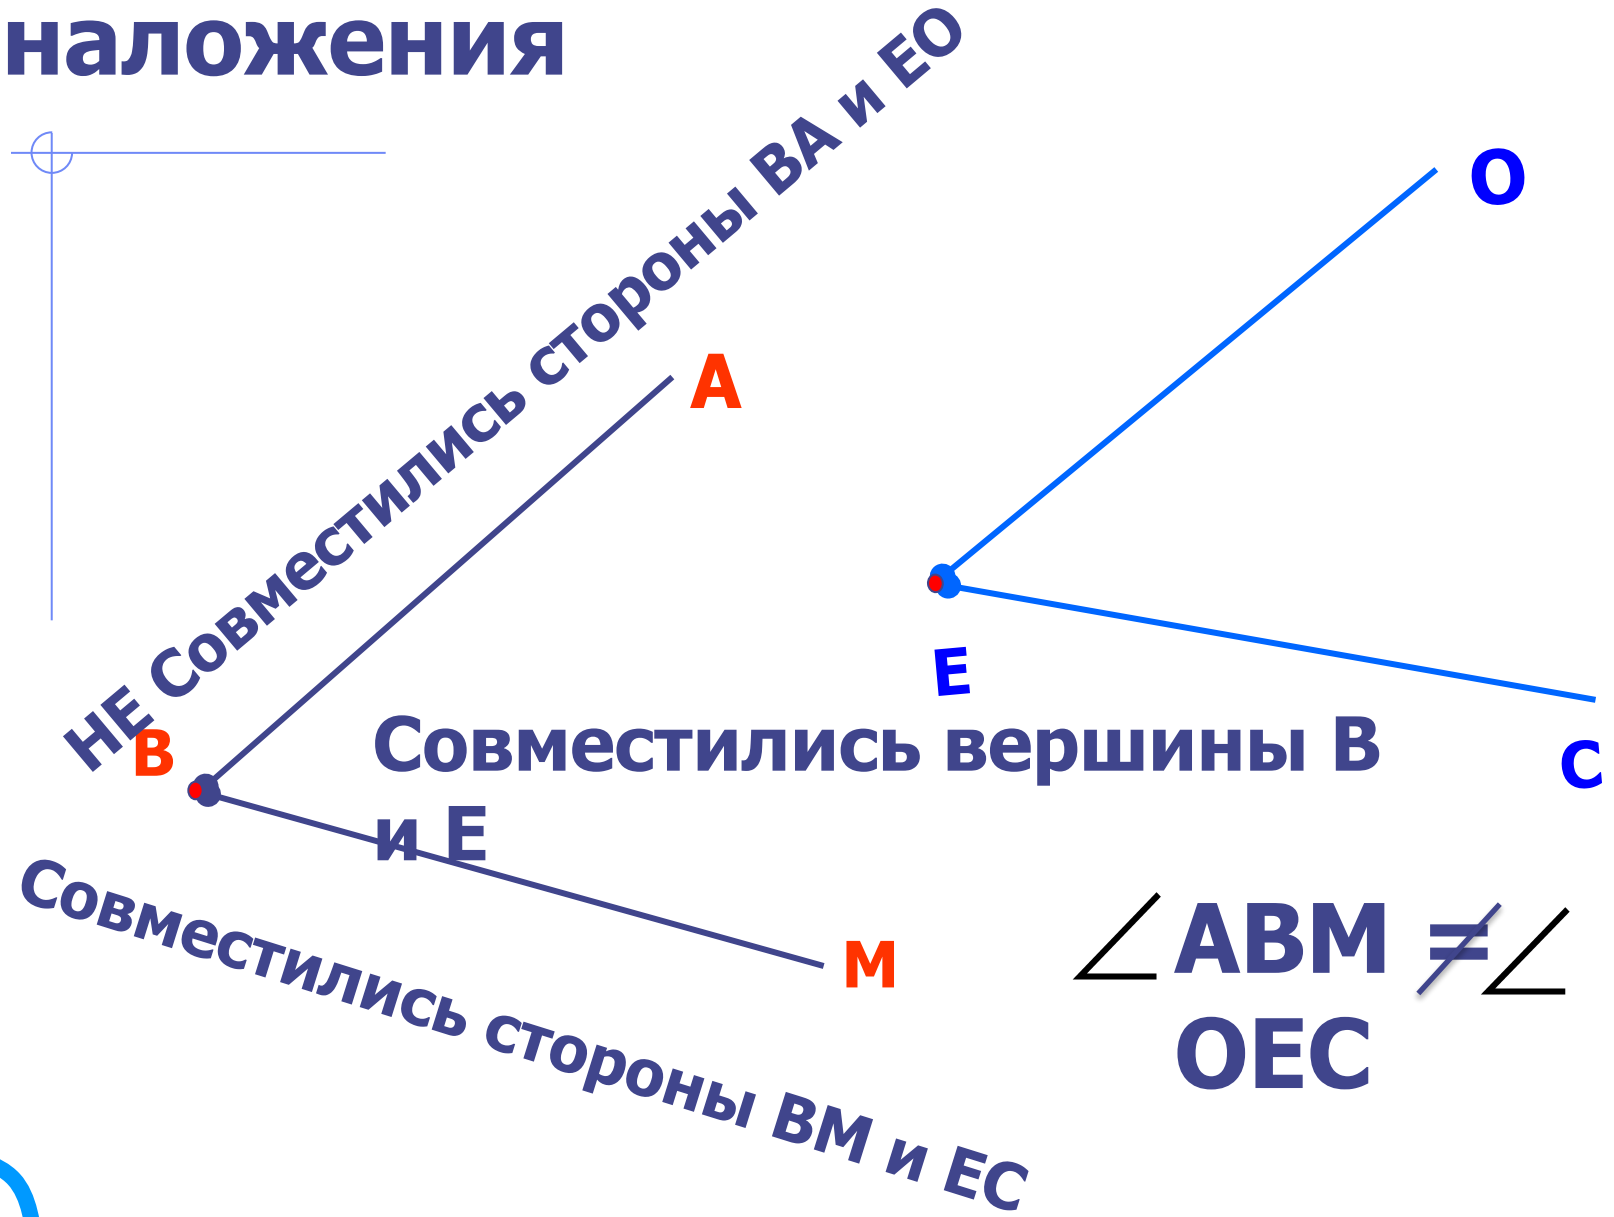 наложения
НЕ Совместились стороны ВА и ЕО
О
А
Е
В
Совместились вершины В
и Е
С
Совместились стороны ВМ и ЕС
М
∠ АВМ ≠ ∠
ОЕС